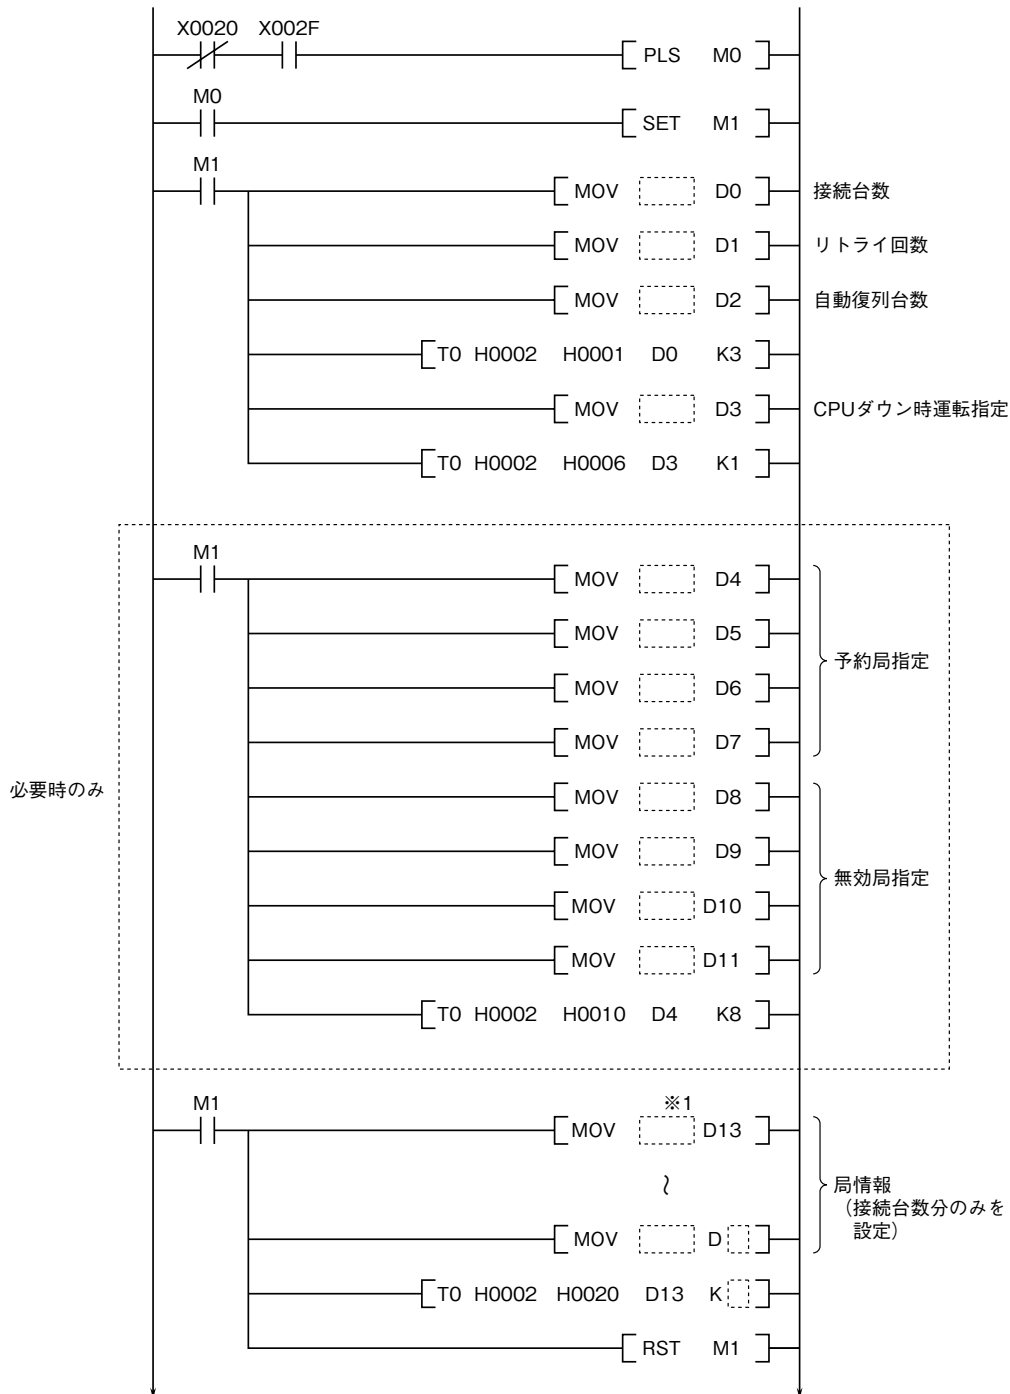 X0020 X002F
PLS M0
M0
SET M1
M1
MOV D0 接続台数
MOV D1 リトライ回数
MOV D2 自動復列台数
T0 H0002 H0001 D0 K3
MOV D3 CPUダウン時運転指定
T0 H0002 H0006 D3 K1
M1
MOV D4
MOV D5
予約局指定
MOV D6
MOV D7
必要時のみ
MOV D8
MOV D9
無効局指定
MOV D10
MOV D11
T0 H0002 H0010 D4 K8
M1
※1
MOV D13
〜
局情報
（接続台数分のみを
設定）
MOV D
T0 H0002 H0020 D13 K
RST M1